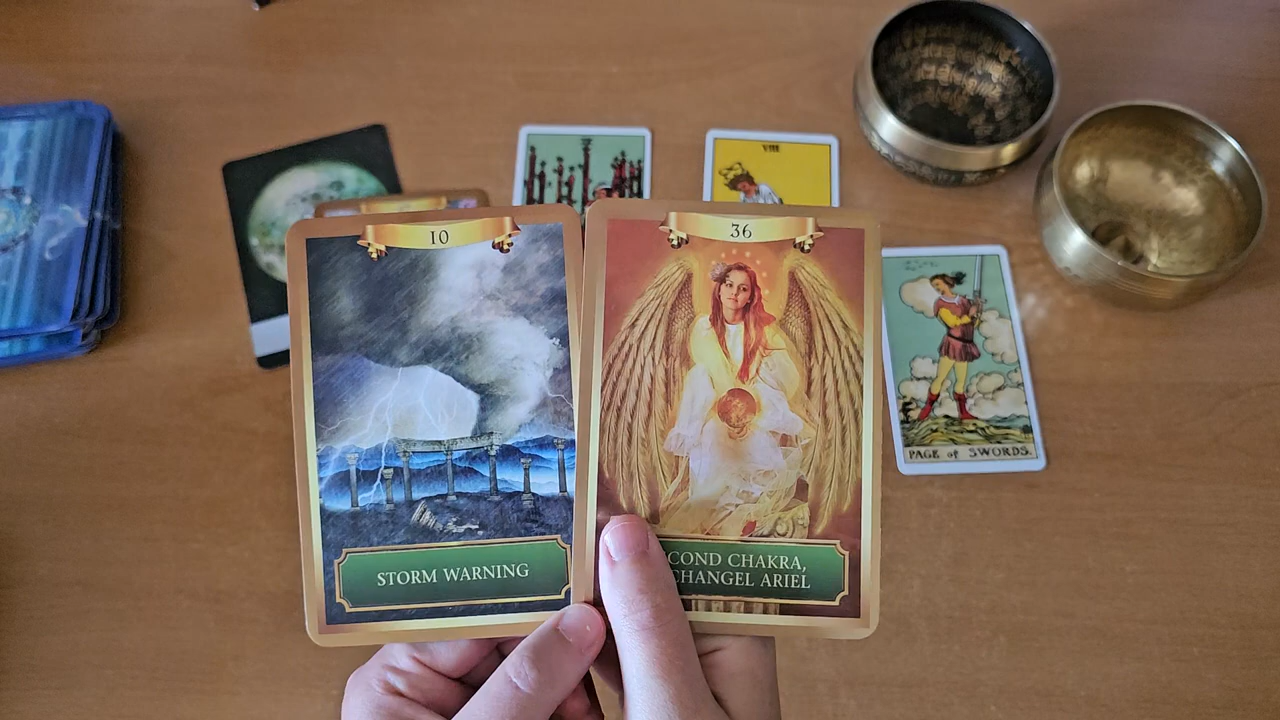 VIII
10
36
STORM WARNING
COND CHAKRA,
CHANGEL ARIEL
PAGE of SWORDS.